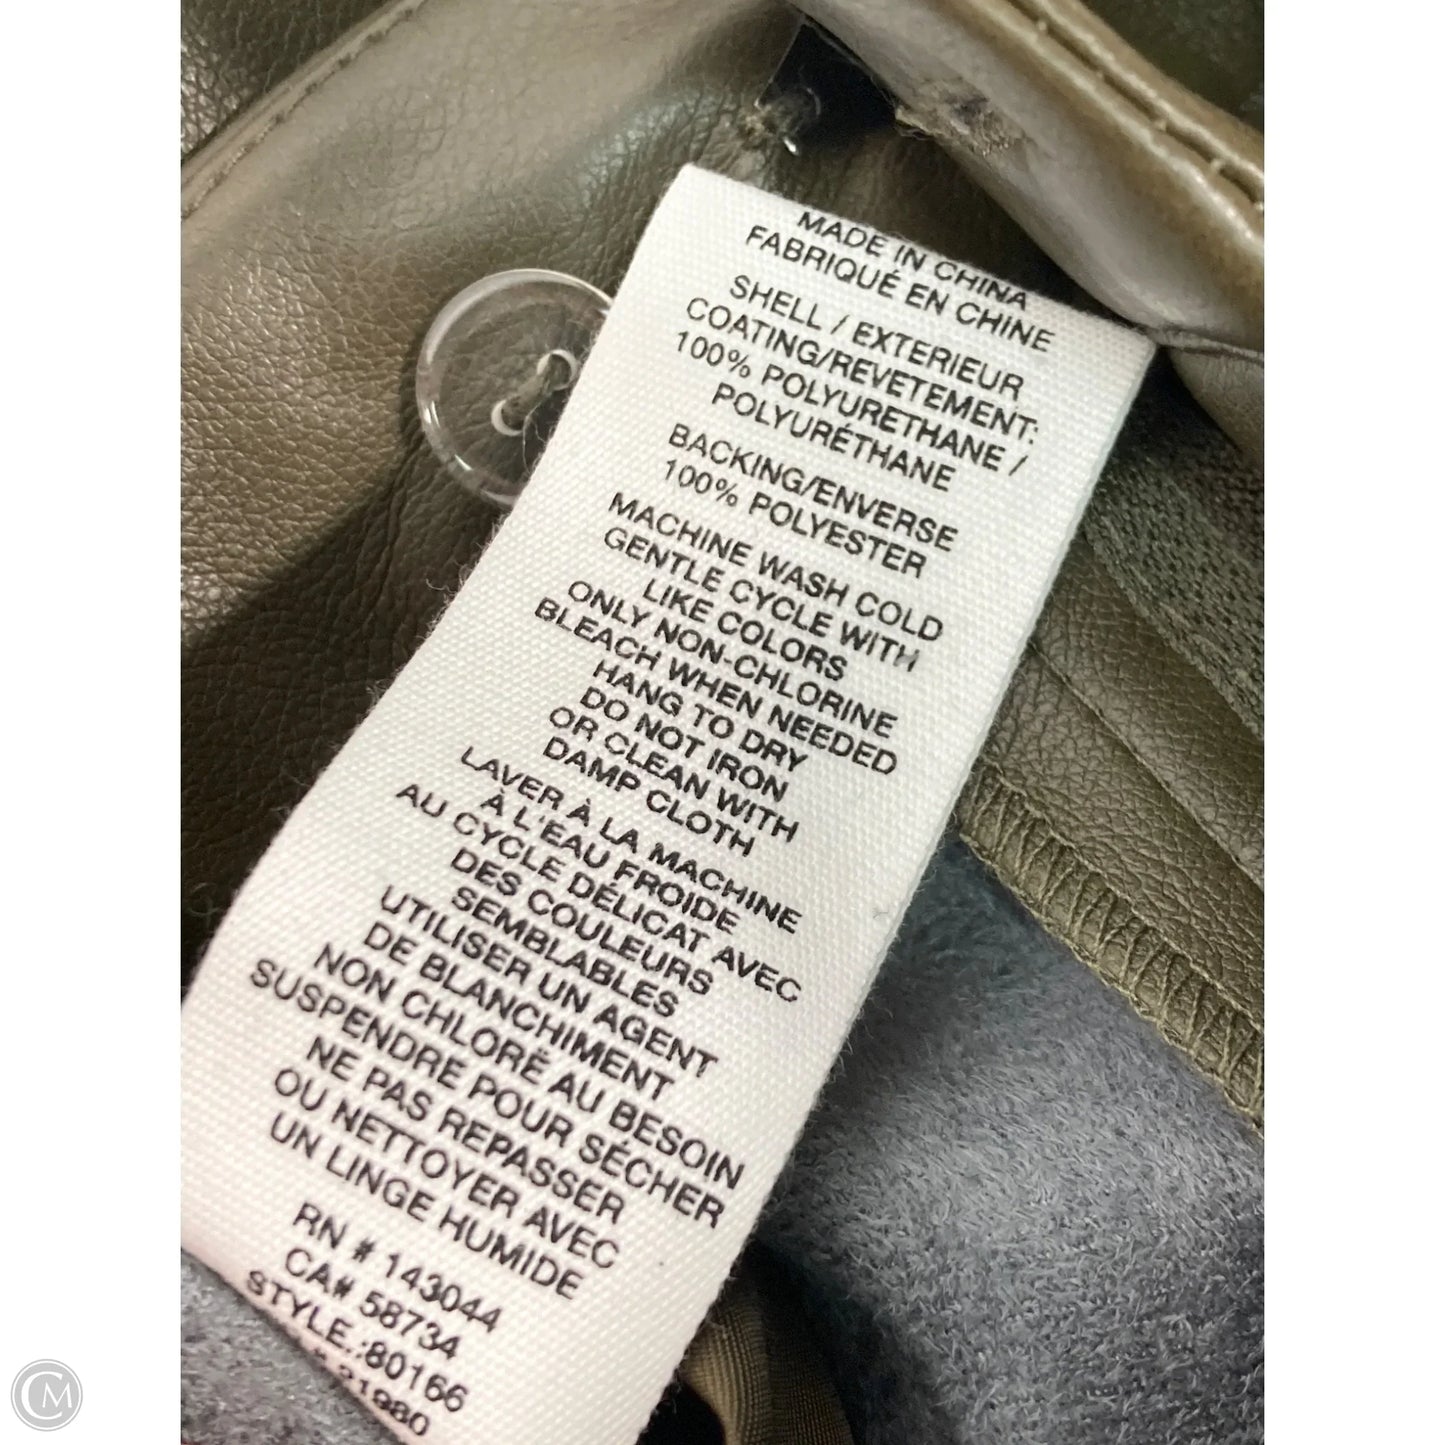 MADE IN CHINA
FABRIQUÉ EN CHINE
SHELL / EXTERIEUR
COATING/REVETEMENT:
100% POLYURETHANE /
POLYURÉTHANE
BACKING/ENVERSE
100% POLYESTER
MACHINE WASH COLD
GENTLE CYCLE WITH
LIKE COLORS
ONLY NON-CHLORINE
BLEACH WHEN NEEDED
HANG TO DRY
DO NOT IRON
OR CLEAN WITH
DAMP CLOTH
LAVER À LA MACHINE
À L'EAU FROIDE
AU CYCLE DÉLICAT AVEC
DES COULEURS
SEMBLABLES
UTILISER UN AGENT
DE BLANCHIMENT
NON CHLORÉ AU BESOIN
SUSPENDRE POUR SÉCHER
NE PAS REPASSER
OU NETTOYER AVEC
UN LINGE HUMIDE
RN # 143044
CA# 58734
STYLE.:80166
21980
CM